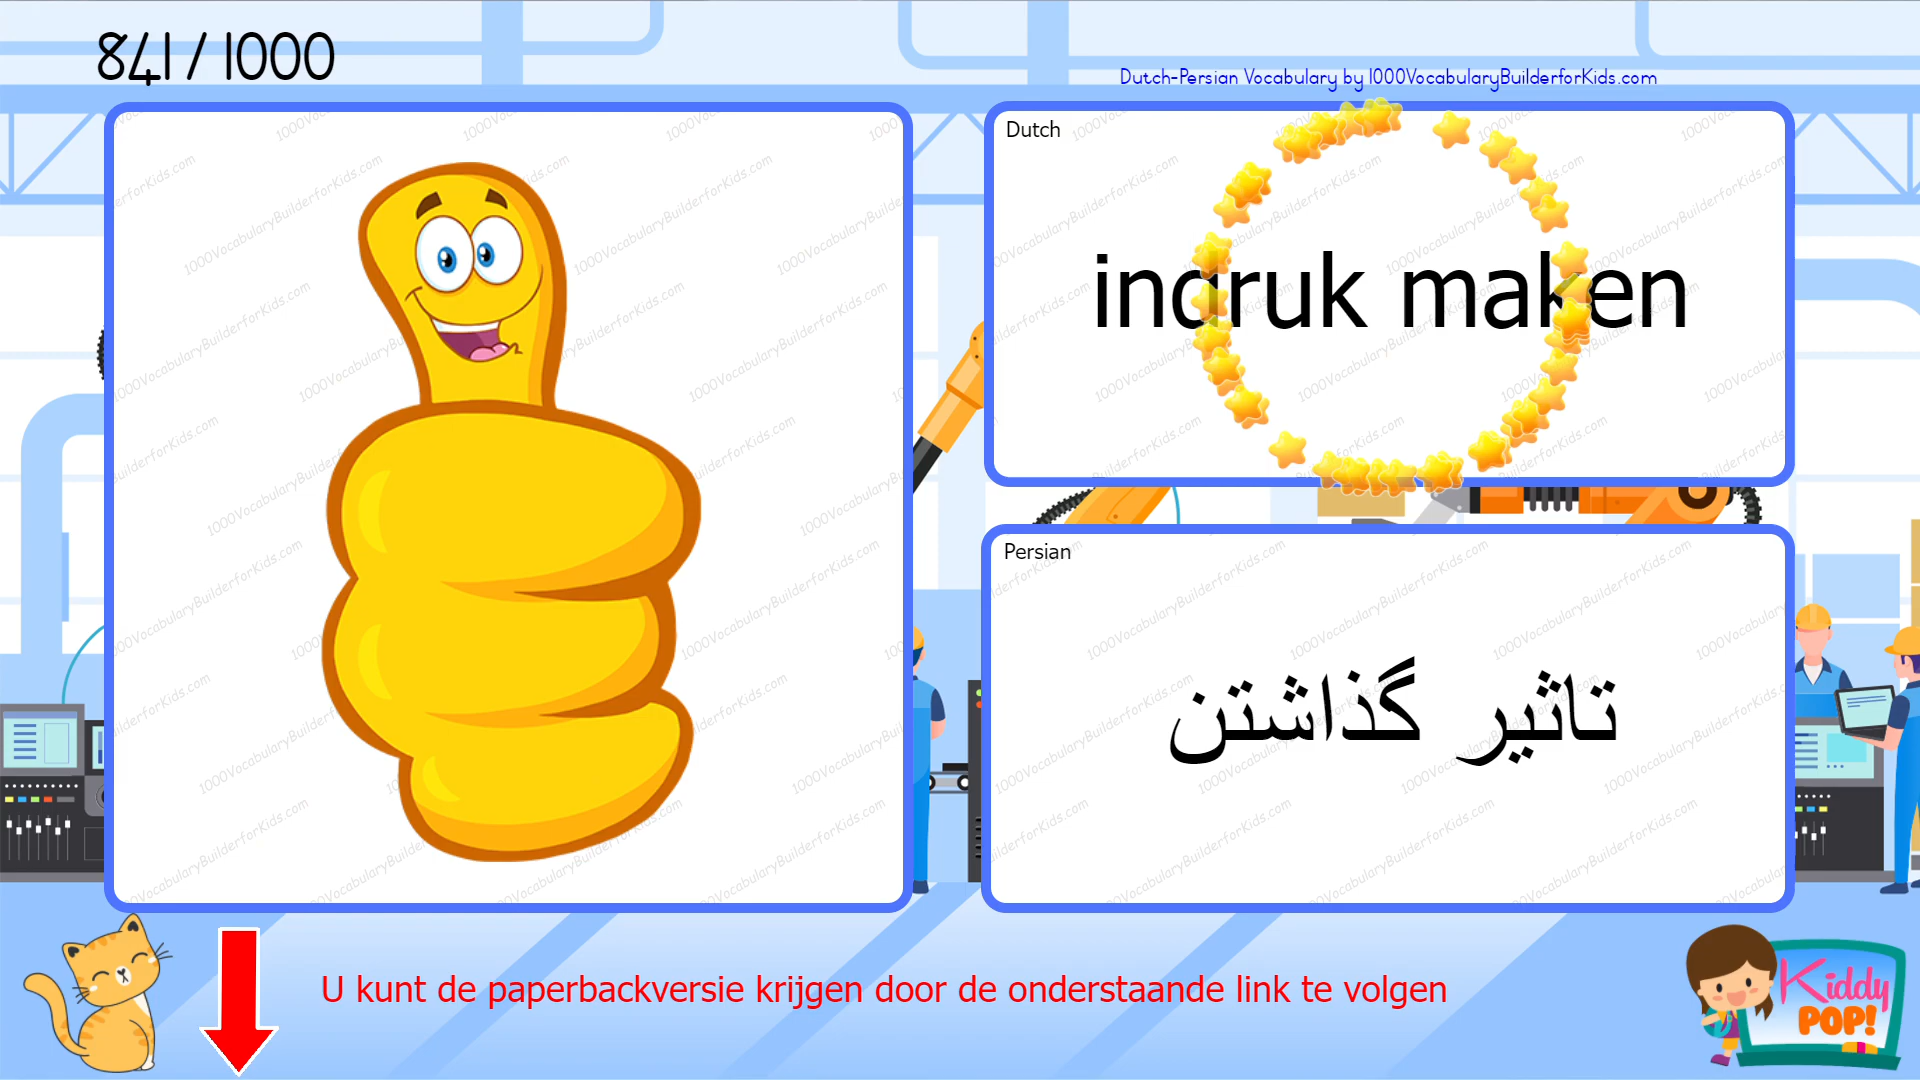 841/1000
Dutch-Persian Vocabulary by 1000VocabularyBuilderforKids.com
Dutch
indruk maken
Persian
تاثیر گذاشتن
U kunt de paperbackversie krijgen door de onderstaande link te volgen
Kiddy
POP!